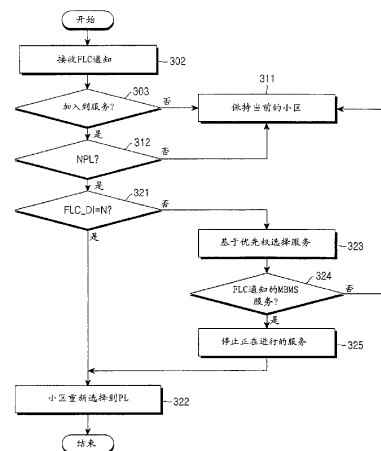 开始
接收FLC通知
302
303
加入到服务?
否
311
保持当前的小区
是
312
NPL?
否
是
321
FLC_DI=N?
否
是
基于优先权选择服务
323
324
FLC通知的MBMS
服务?
否
是
停止正在进行的服务
325
小区重新选择到PL
322
结束